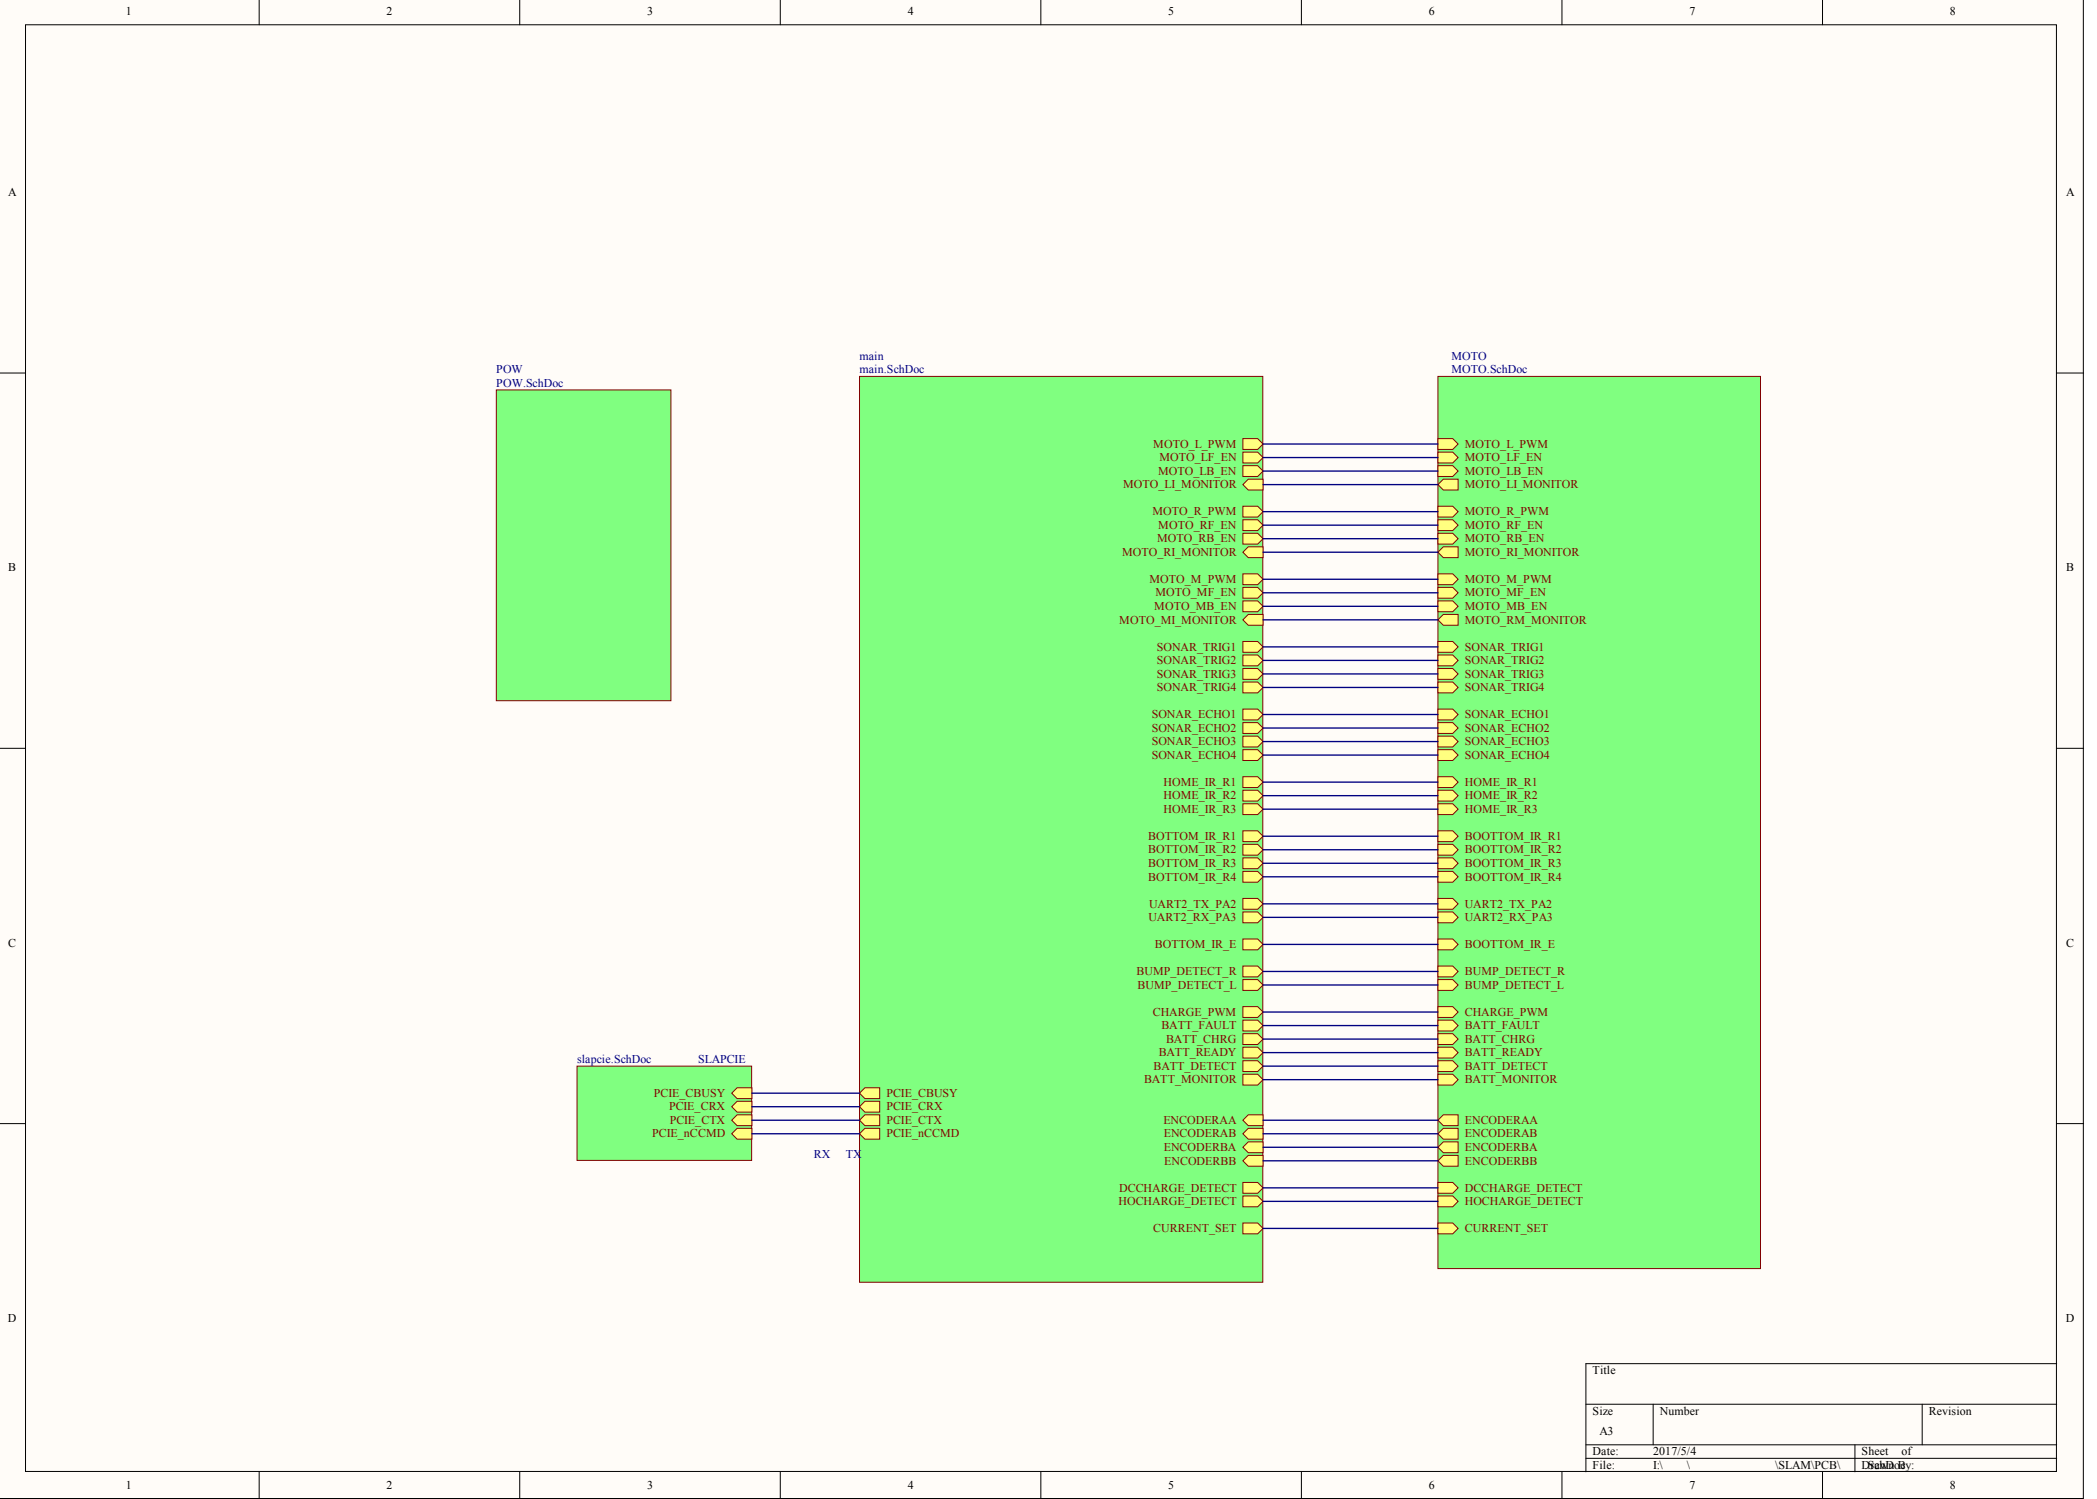 1 2 3 4 5 6 7 8
A A
B B
C C
D D
POW
POW.SchDoc
main
main.SchDoc
MOTO_L_PWM
MOTO_LF_EN
MOTO_LB_EN
MOTO_LI_MONITOR
MOTO_R_PWM
MOTO_RF_EN
MOTO_RB_EN
MOTO_RI_MONITOR
MOTO_M_PWM
MOTO_MF_EN
MOTO_MB_EN
MOTO_MI_MONITOR
SONAR_TRIG1
SONAR_TRIG2
SONAR_TRIG3
SONAR_TRIG4
SONAR_ECHO1
SONAR_ECHO2
SONAR_ECHO3
SONAR_ECHO4
HOME_IR_R1
HOME_IR_R2
HOME_IR_R3
BOTTOM_IR_R1
BOTTOM_IR_R2
BOTTOM_IR_R3
BOTTOM_IR_R4
UART2_TX_PA2
UART2_RX_PA3
BOTTOM_IR_E
BUMP_DETECT_R
BUMP_DETECT_L
CHARGE_PWM
BATT_FAULT
BATT_CHRG
BATT_READY
BATT_DETECT
BATT_MONITOR
ENCODERAA
ENCODERAB
ENCODERBA
ENCODERBB
DCCHARGE_DETECT
HOCHARGE_DETECT
CURRENT_SET
MOTO
MOTO.SchDoc
MOTO_L_PWM
MOTO_LF_EN
MOTO_LB_EN
MOTO_LI_MONITOR
MOTO_R_PWM
MOTO_RF_EN
MOTO_RB_EN
MOTO_RI_MONITOR
MOTO_M_PWM
MOTO_MF_EN
MOTO_MB_EN
MOTO_RM_MONITOR
SONAR_TRIG1
SONAR_TRIG2
SONAR_TRIG3
SONAR_TRIG4
SONAR_ECHO1
SONAR_ECHO2
SONAR_ECHO3
SONAR_ECHO4
HOME_IR_R1
HOME_IR_R2
HOME_IR_R3
BOOTTOM_IR_R1
BOOTTOM_IR_R2
BOOTTOM_IR_R3
BOOTTOM_IR_R4
UART2_TX_PA2
UART2_RX_PA3
BOOTTOM_IR_E
BUMP_DETECT_R
BUMP_DETECT_L
CHARGE_PWM
BATT_FAULT
BATT_CHRG
BATT_READY
BATT_DETECT
BATT_MONITOR
ENCODERAA
ENCODERAB
ENCODERBA
ENCODERBB
DCCHARGE_DETECT
HOCHARGE_DETECT
CURRENT_SET
slapcie.SchDoc SLAPCIE
PCIE_CBUSY
PCIE_CRX
PCIE_CTX
PCIE_nCCMD
PCIE_CBUSY
PCIE_CRX
PCIE_CTX
PCIE_nCCMD
RX TX
Title
Size Number Revision
A3
Date: 2017/5/4 Sheet of
File: I:\ \ \SLAM\PCB\
1 2 3 4 5 6 7 8